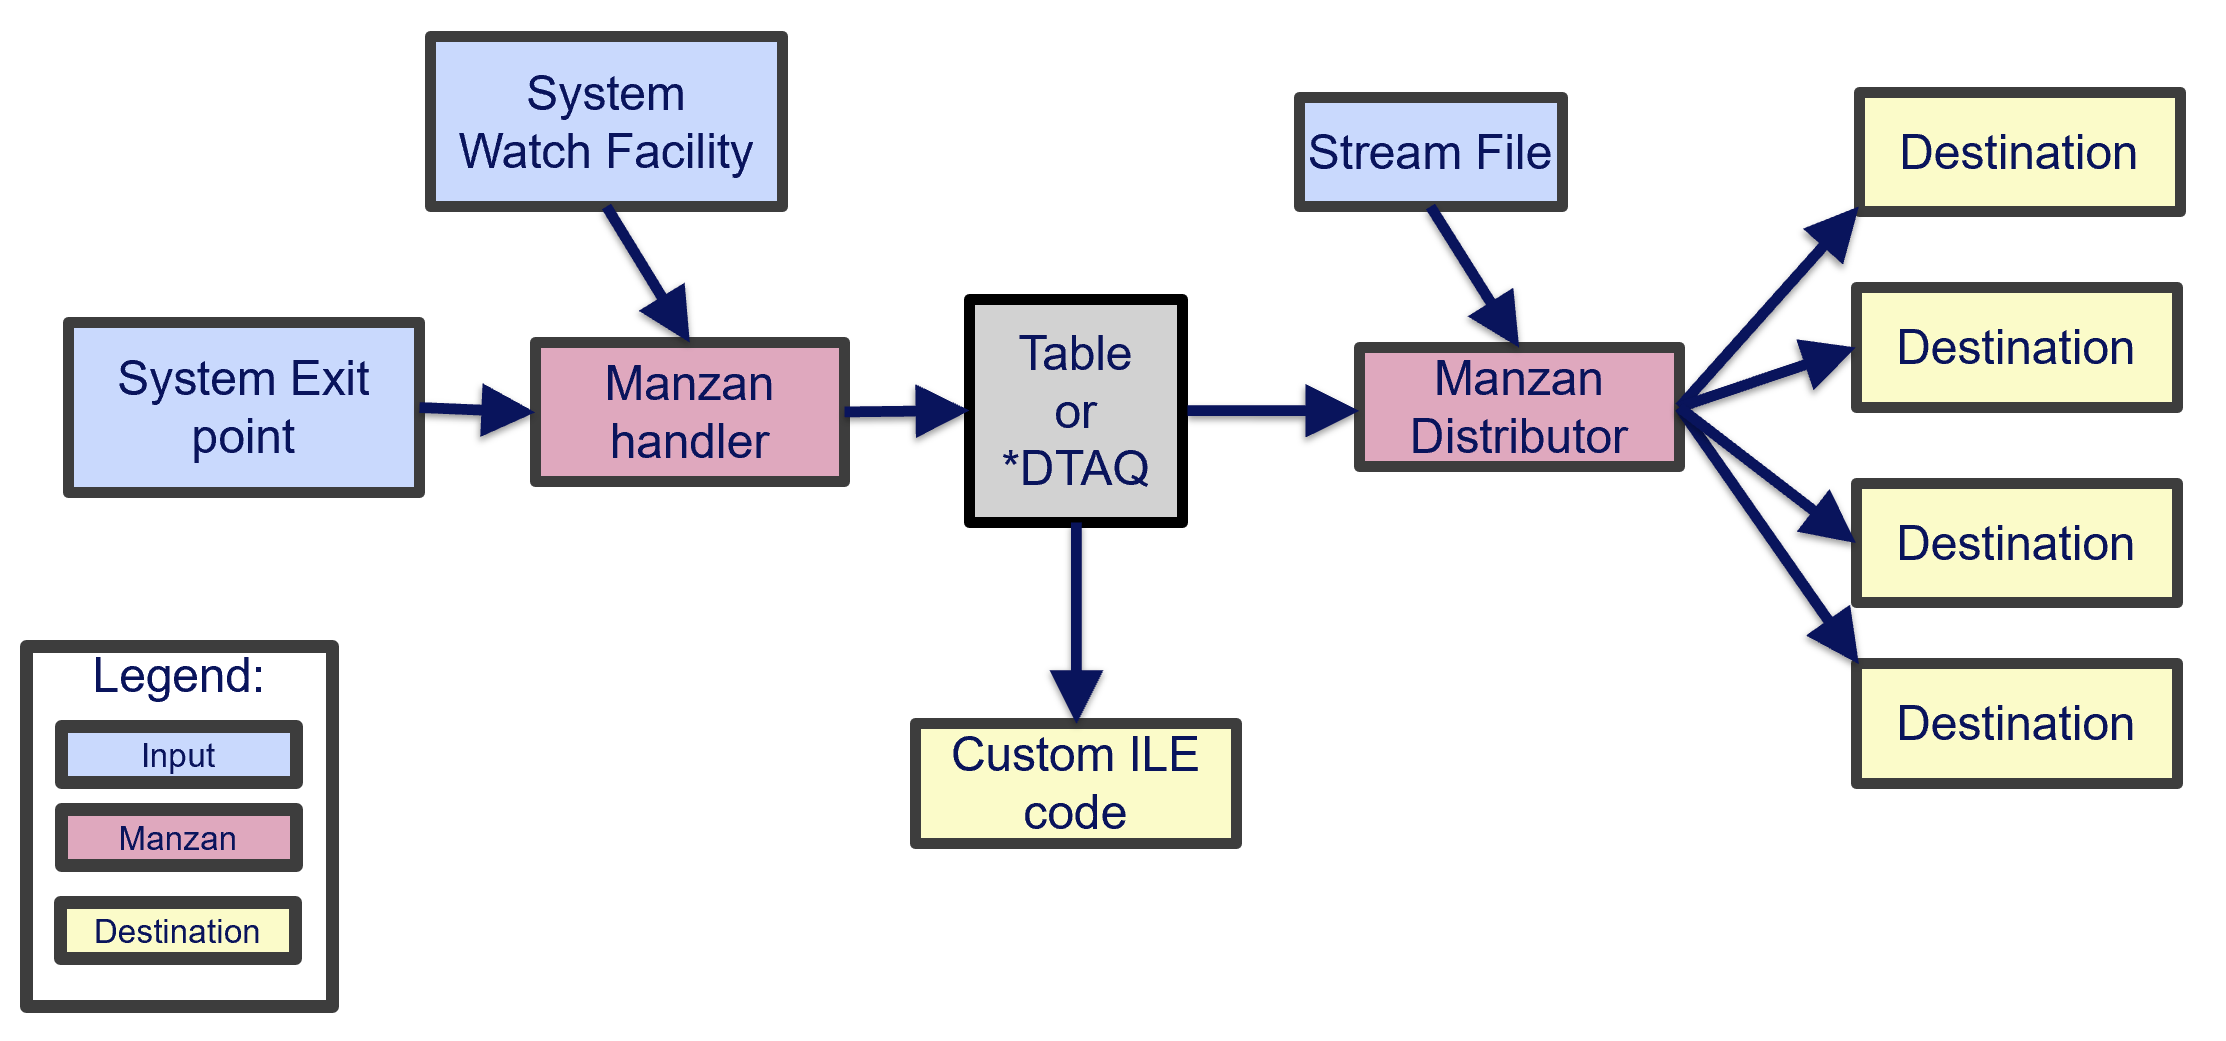 System
Watch Facility
Stream File
Destination
System Exit
point
Manzan
handler
Table
or
*DTAQ
Manzan
Distributor
Destination
Destination
Destination
Custom ILE
code
Legend:
Input
Manzan
Destination